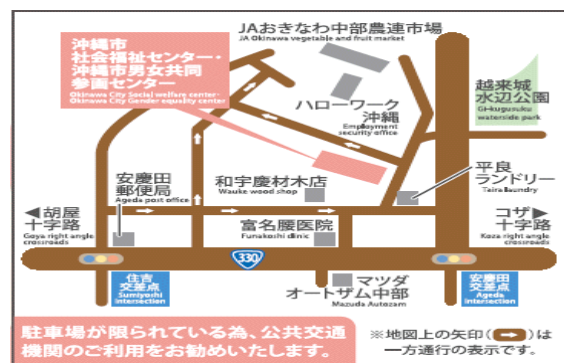 JAおきなわ中部農連市場
JA Okinawa vegetable and fruit market
沖縄市
社会福祉センター・
沖縄市男女共同
参画センター
Okinawa City Social welfare center・
Okinawa City Gender equality center
ハローワーク
沖縄
Employment
security office
越来城
水辺公園
Gi-kugusuku
waterside park
安慶田
郵便局
Ageda post office
和宇慶材木店
Wauke wood shop
平良
ランドリー
Taira laundry
◀胡屋
十字路
Goya right angle
crossroads
富名腰医院
Funakoshi clinic
コザ▶
十字路
Koza right angle
crossroads
330
住吉
交差点
Sumiyoshi
intersection
マツダ
オートザム中部
Mazuda Autozam
安慶田
交差点
Ageda
intersection
駐車場が限られている為、公共交通
機関のご利用をお勧めいたします。
※地図上の矢印(➡)は
一方通行の表示です。